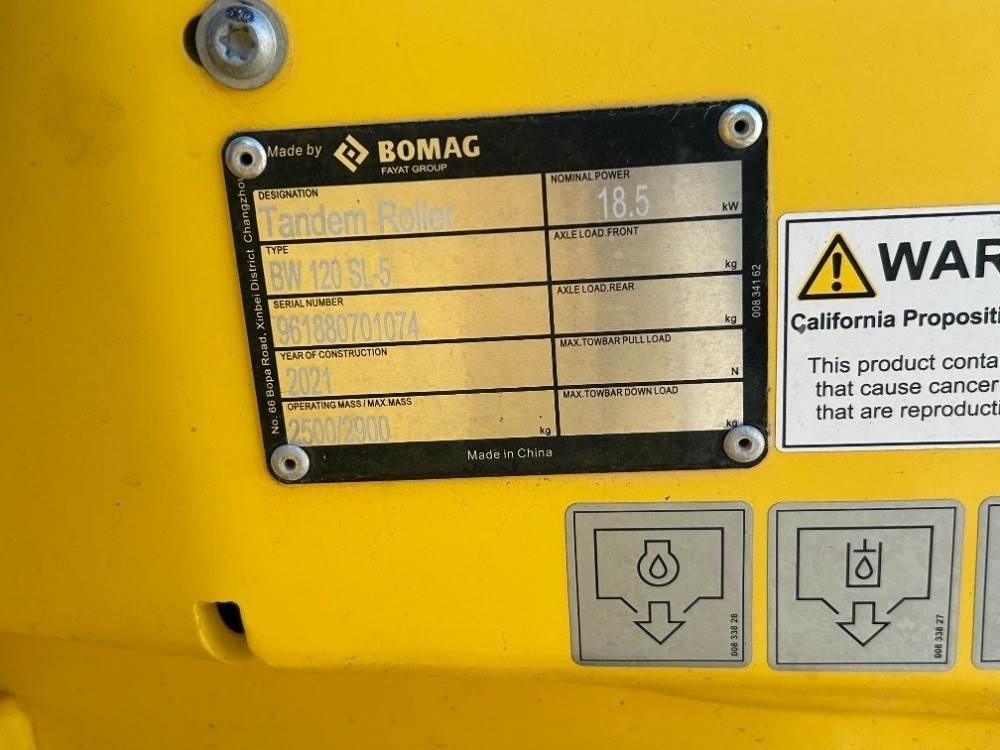 Made by BOMAG
FAYAT GROUP
DESIGNATION
Tandem Roller
NOMINAL POWER
18.5 kW
TYPE
BW 120 SL-5
AXLE LOAD.FRONT
kg
SERIAL NUMBER
961880701074
AXLE LOAD.REAR
kg
YEAR OF CONSTRUCTION
2021
MAX.TOWBAR PULL LOAD
N
OPERATING MASS / MAX.MASS
2500/2900 kg
MAX.TOWBAR DOWN LOAD
kg
Made in China
No. 66 Bopa Road, Xinbei District Changzhou
008 341 62
WAR
California Propositi
This product conta
that cause cancer
that are reproducti
008 338 28
908 338 27